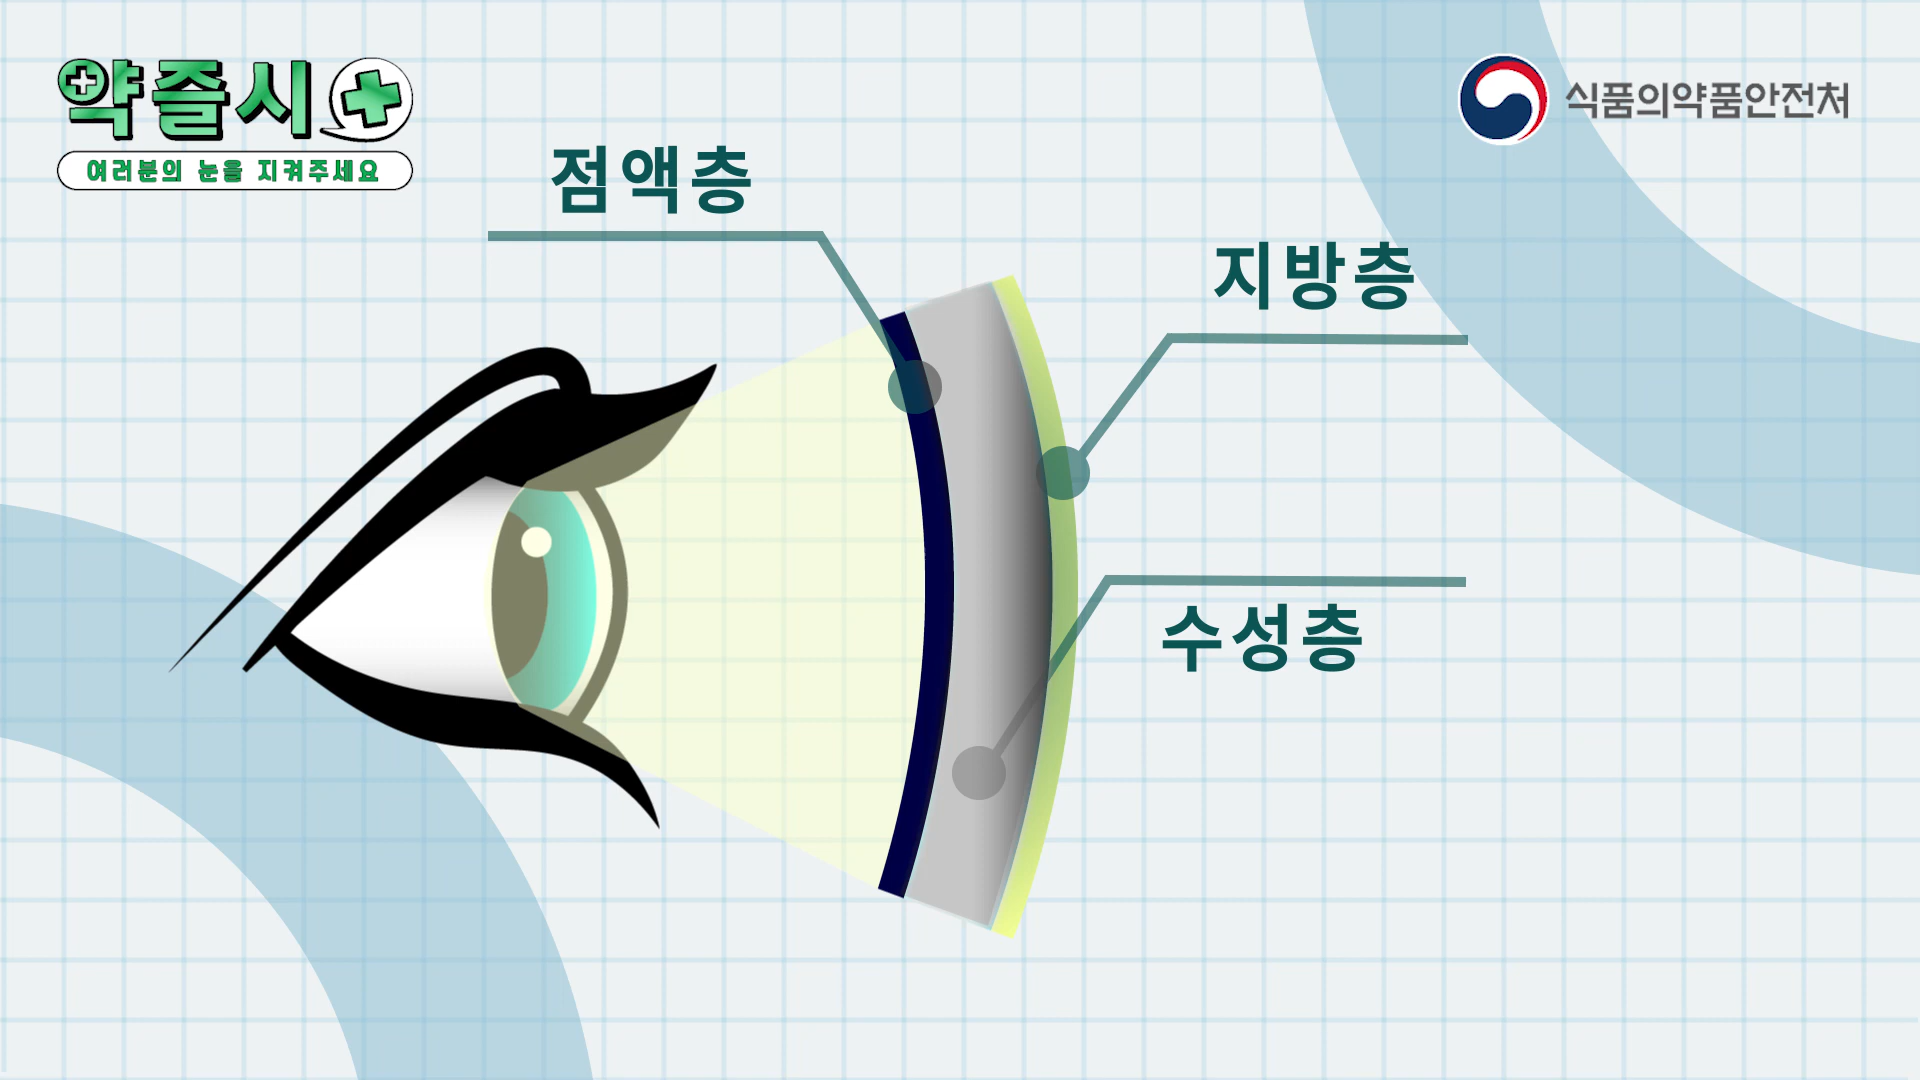 약즐시
여러분의 눈을 지켜주세요
식품의약품안전처
점액층
지방층
수성층